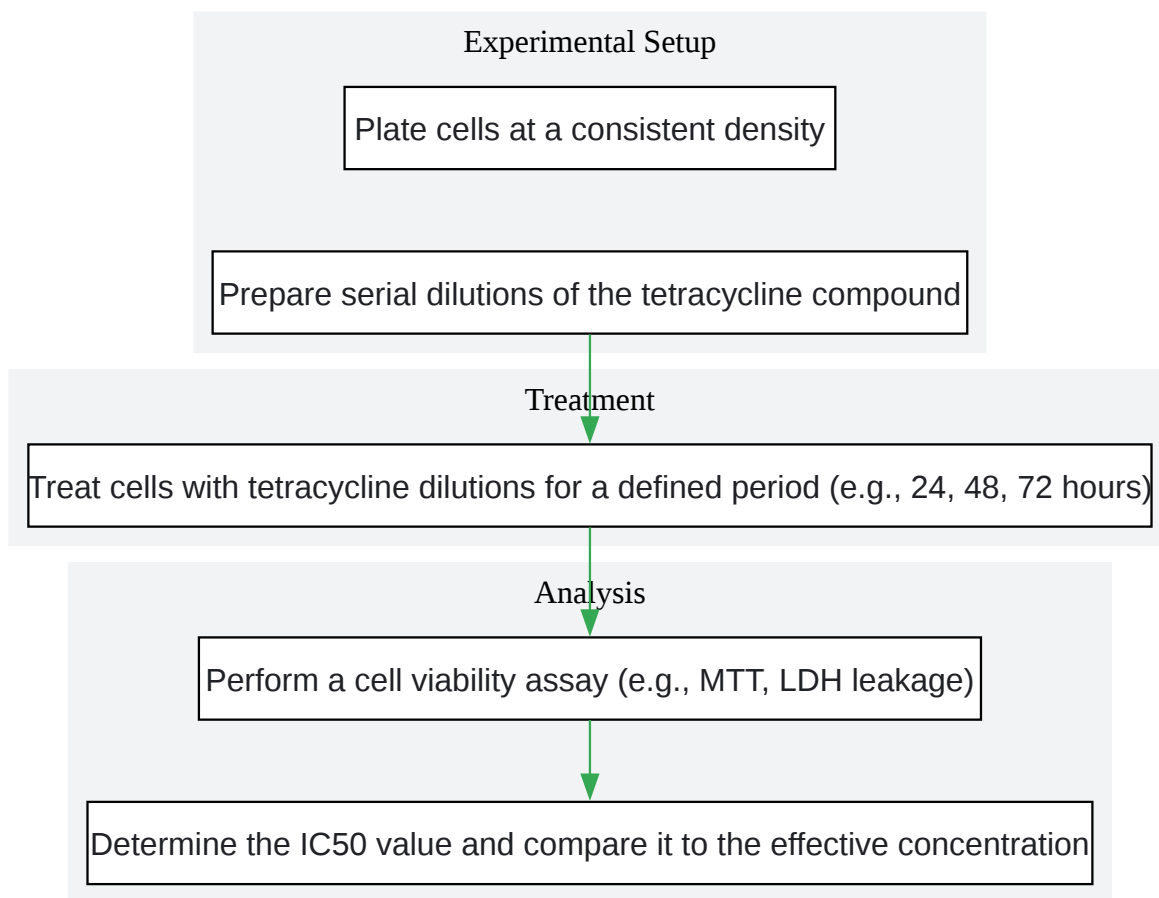 Experimental Setup
Plate cells at a consistent density
Prepare serial dilutions of the tetracycline compound
Treatment
Treat cells with tetracycline dilutions for a defined period (e.g., 24, 48, 72 hours)
Analysis
Perform a cell viability assay (e.g., MTT, LDH leakage)
Determine the IC50 value and compare it to the effective concentration